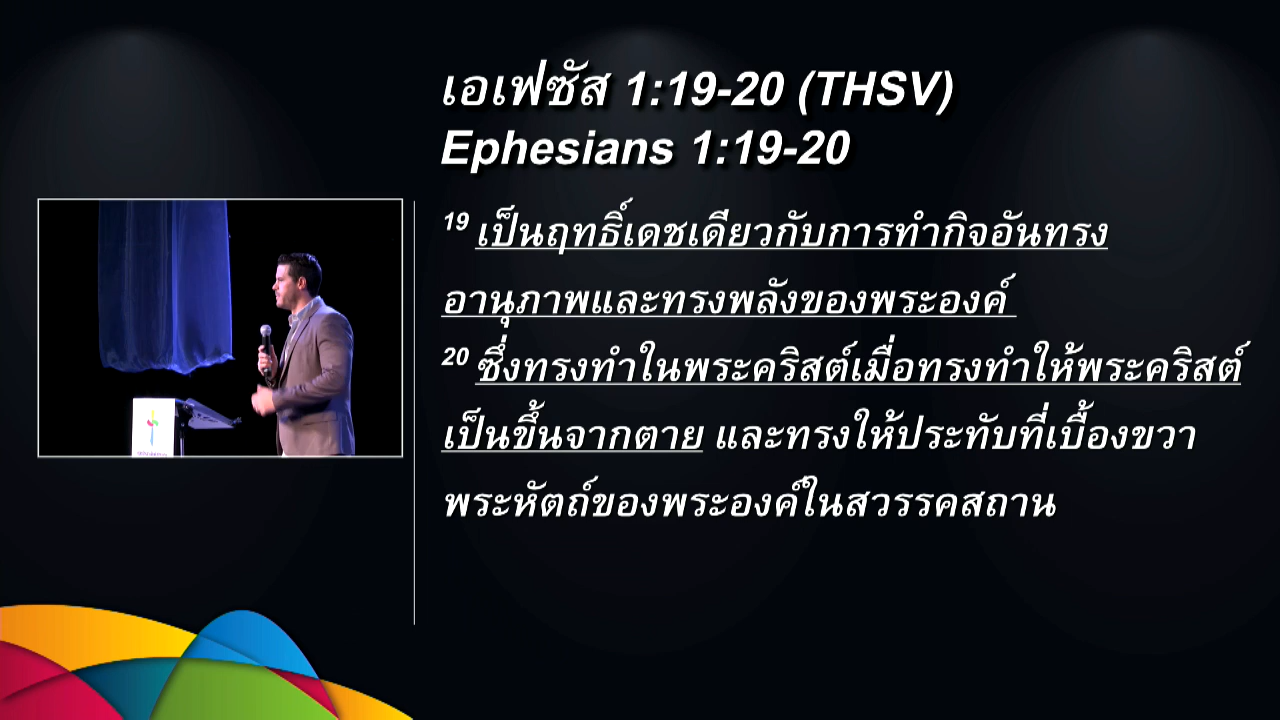 เอเฟซัส 1:19-20 (THSV)
Ephesians 1:19-20
19 เป็นฤทธิ์เดชเดียวกับการทำกิจอันทรง
อานุภาพและทรงพลังของพระองค์
20 ซึ่งทรงทำในพระคริสต์เมื่อทรงทำให้พระคริสต์
เป็นขึ้นจากตาย และทรงให้ประทับที่เบื้องขวา
พระหัตถ์ของพระองค์ในสวรรคสถาน